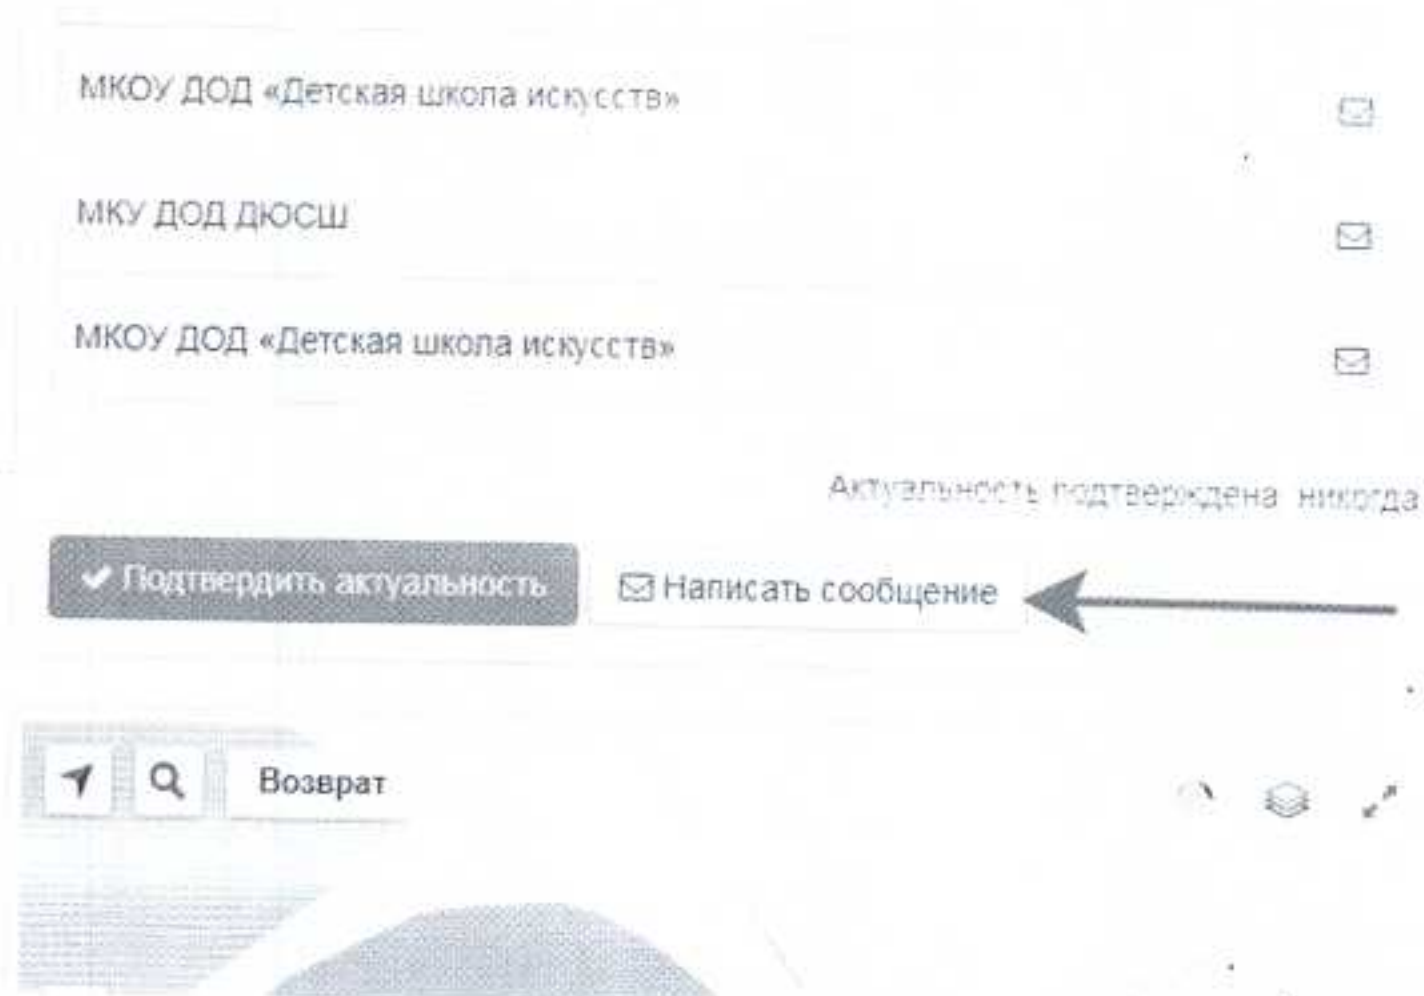 МКОУ ДОД «Детская школа искусств»
МКУ ДОД ДЮСШ
МКОУ ДОД «Детская школа искусств»
Актуальность подтверждена никогда
Подтвердить актуальность
Написать сообщение
Возврат